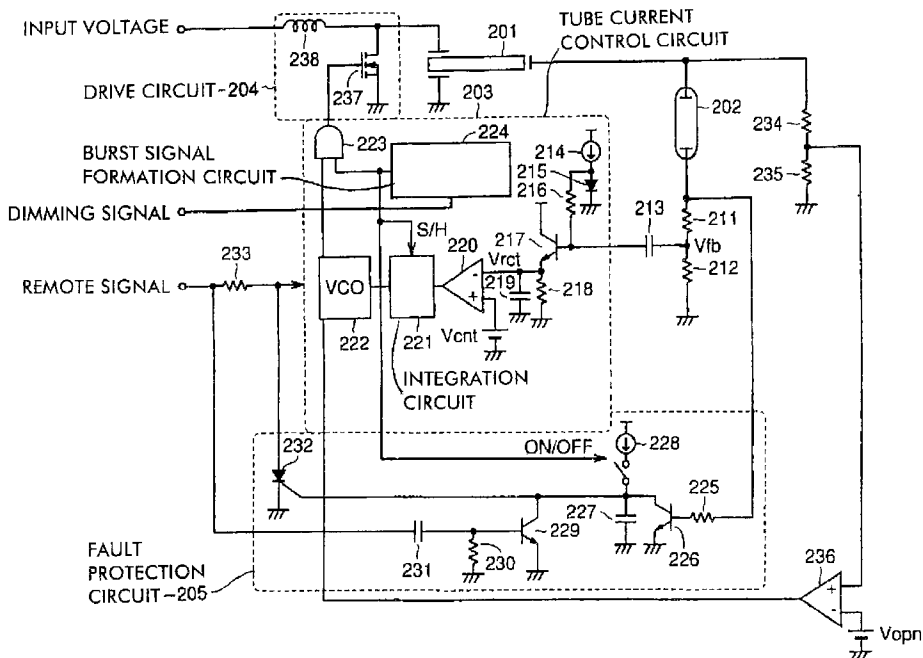 TUBE CURRENT
CONTROL CIRCUIT
INPUT VOLTAGE
238
201
237
DRIVE CIRCUIT-204
203
202
234
223
224
214
BURST SIGNAL
FORMATION CIRCUIT
215
216
235
213
211
DIMMING SIGNAL
S/H
220
217
Vfb
233
Vrct
212
REMOTE SIGNAL
VCO
-
+
219
218
222
221
Vcnt
INTEGRATION
CIRCUIT
232
ON/OFF
228
225
227
229
226
FAULT
PROTECTION
CIRCUIT-205
231
230
236
+
-
Vopn